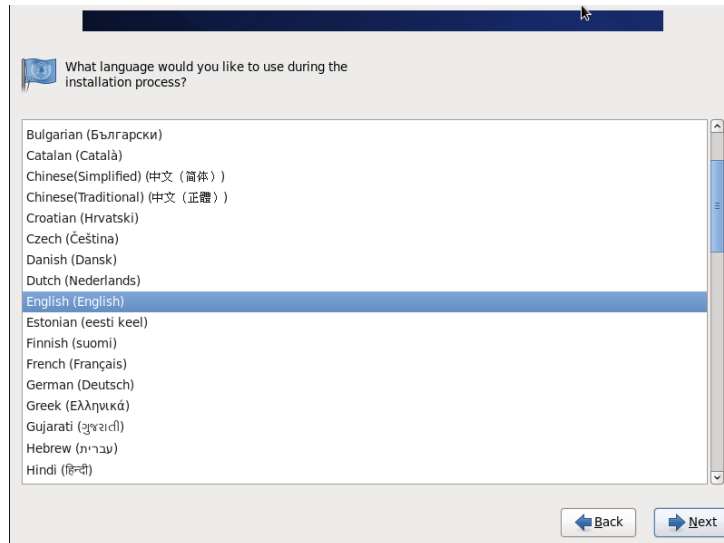 What language would you like to use during the
installation process?
Bulgarian (Български)
Catalan (Català)
Chinese(Simplified) (中文（简体）)
Chinese(Traditional) (中文（正體）)
Croatian (Hrvatski)
Czech (Čeština)
Danish (Dansk)
Dutch (Nederlands)
English (English)
Estonian (eesti keel)
Finnish (suomi)
French (Français)
German (Deutsch)
Greek (Ελληνικά)
Gujarati (ગુજરાતી)
Hebrew (עברית)
Hindi (हिन्दी)
Back
Next